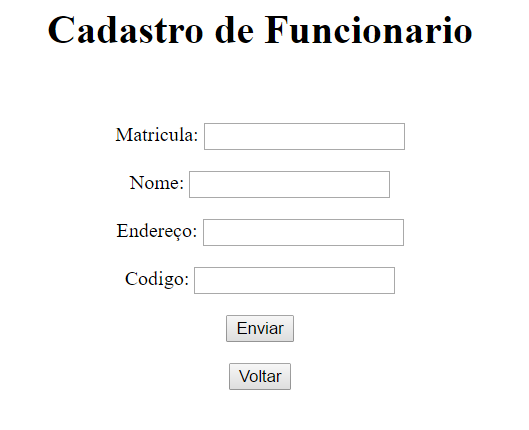 Cadastro de Funcionario
Matricula:
Nome:
Endereço:
Codigo:
Enviar
Voltar